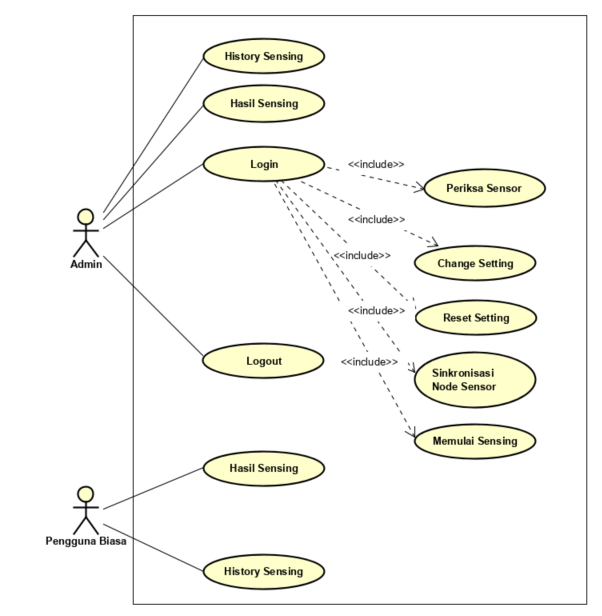 History Sensing
Hasil Sensing
Login
<<include>>
Periksa Sensor
<<include>>
Admin
<<include>>
Change Setting
<<include>>
Reset Setting
Logout
<<include>>
Sinkronisasi
Node Sensor
Memulai Sensing
Hasil Sensing
Pengguna Biasa
History Sensing